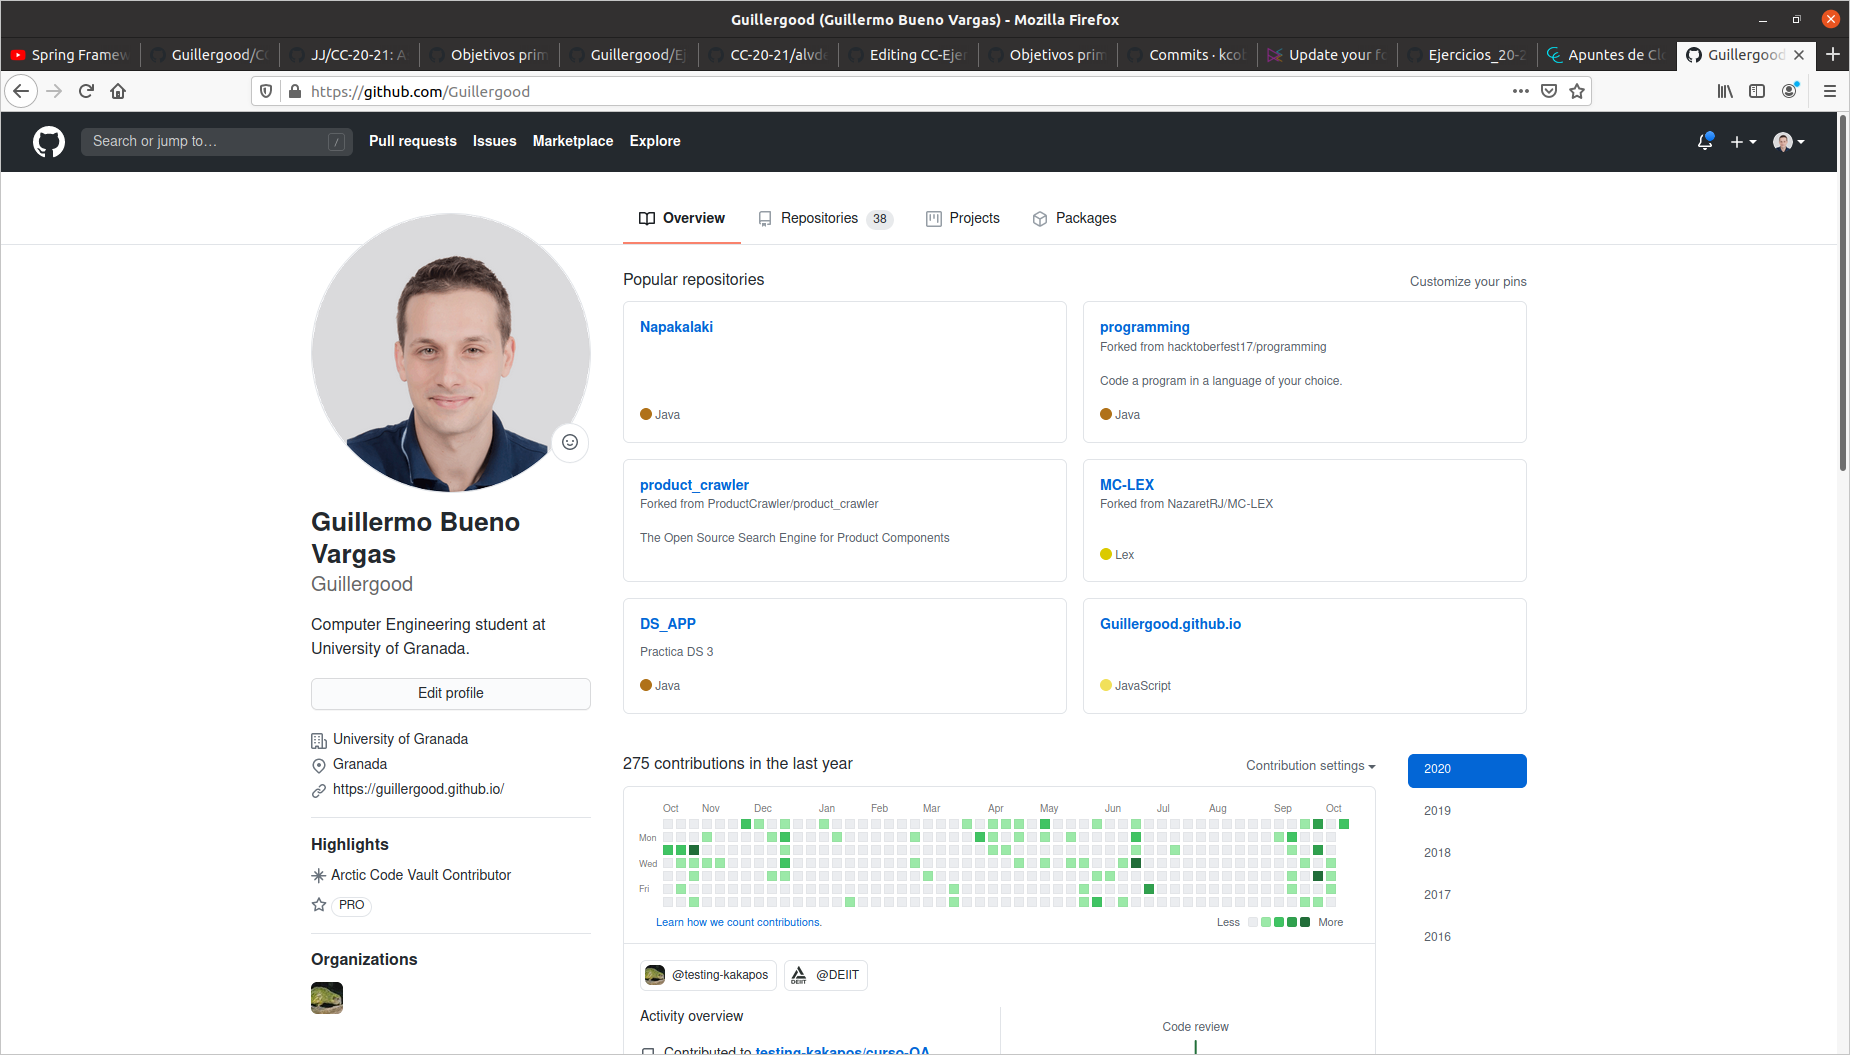 Guillergood (Guillermo Bueno Vargas) - Mozilla Firefox
Spring Framew
Guillergood/C
JJ/CC-20-21: A
Objetivos prim
Guillergood/Ej
CC-20-21/alvde
Editing CC-Ejer
Objetivos prim
Commits · kcob
Update your fo
Ejercicios_20-2
Apuntes de Clo
Guillergood
https://github.com/Guillergood
Search or jump to…
/
Pull requests
Issues
Marketplace
Explore
Overview
Repositories 38
Projects
Packages
Guillermo Bueno
Vargas
Guillergood
Computer Engineering student at
University of Granada.
Edit profile
University of Granada
Granada
https://guillergood.github.io/
Highlights
Arctic Code Vault Contributor
PRO
Organizations
Popular repositories
Customize your pins
Napakalaki
Java
programming
Forked from hacktoberfest17/programming
Code a program in a language of your choice.
Java
product_crawler
Forked from ProductCrawler/product_crawler
The Open Source Search Engine for Product Components
MC-LEX
Forked from NazaretRJ/MC-LEX
Lex
DS_APP
Practica DS 3
Java
Guillergood.github.io
JavaScript
275 contributions in the last year
Contribution settings
2020
2019
2018
2017
2016
Oct Nov Dec Jan Feb Mar Apr May Jun Jul Aug Sep Oct
Mon
Wed
Fri
Learn how we count contributions.
Less
More
@testing-kakapos
DEIIT
@DEIIT
Activity overview
Contributed to testing-kakapos/curso-QA
Code review